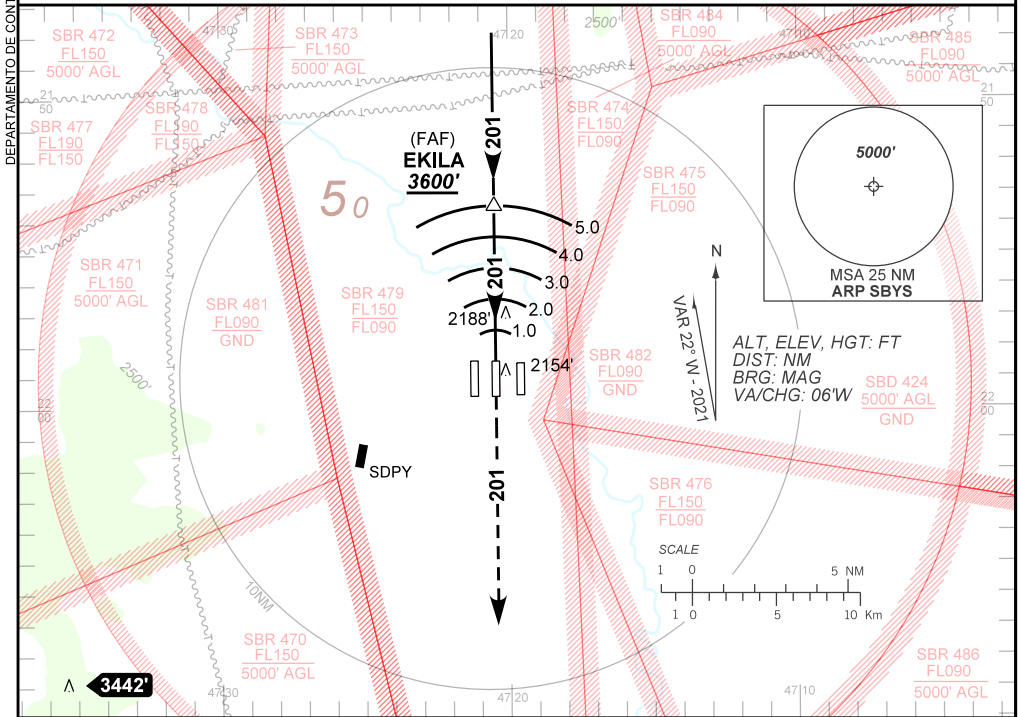 DEPARTAMENTO DE CONT
SBR 472
FL150
5000' AGL
47 30
SBR 473
FL150
5000' AGL
47 20
2500'
SBR 484
FL090
5000' AGL
47 10
SBR 485
FL090
5000' AGL
21
50
21
50
SBR 477
FL190
FL150
SBR 478
FL190
FL150
201
(FAF)
EKILA
3600'
SBR 474
FL150
FL090
SBR 475
FL150
FL090
5000'
MSA 25 NM
ARP SBYS
50
5.0
4.0
3.0
2.0
1.0
201
SBR 471
FL150
5000' AGL
SBR 481
FL090
GND
SBR 479
FL150
FL090
2188'
2154'
N
VAR 22° W - 2021
ALT, ELEV, HGT: FT
DIST: NM
BRG: MAG
VA/CHG: 06'W
SBR 482
FL090
GND
SBD 424
5000' AGL
GND
2500'
22
00
22
00
SDPY
201
SBR 476
FL150
FL090
SCALE
1 0 5 NM
1 0 5 10 Km
10NM
SBR 470
FL150
5000' AGL
SBR 486
FL090
5000' AGL
3442'
47 30
47 20
47 10